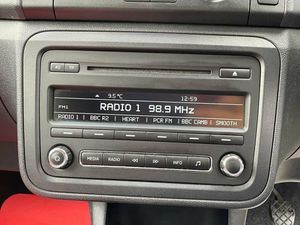 9.5°C 12:59
FM1 RADIO 1 98.9 MHz
RADIO 1 | BBC R2 | HEART | PCR FM | BBC CAMB | SMOOTH
MEDIA RADIO INFO